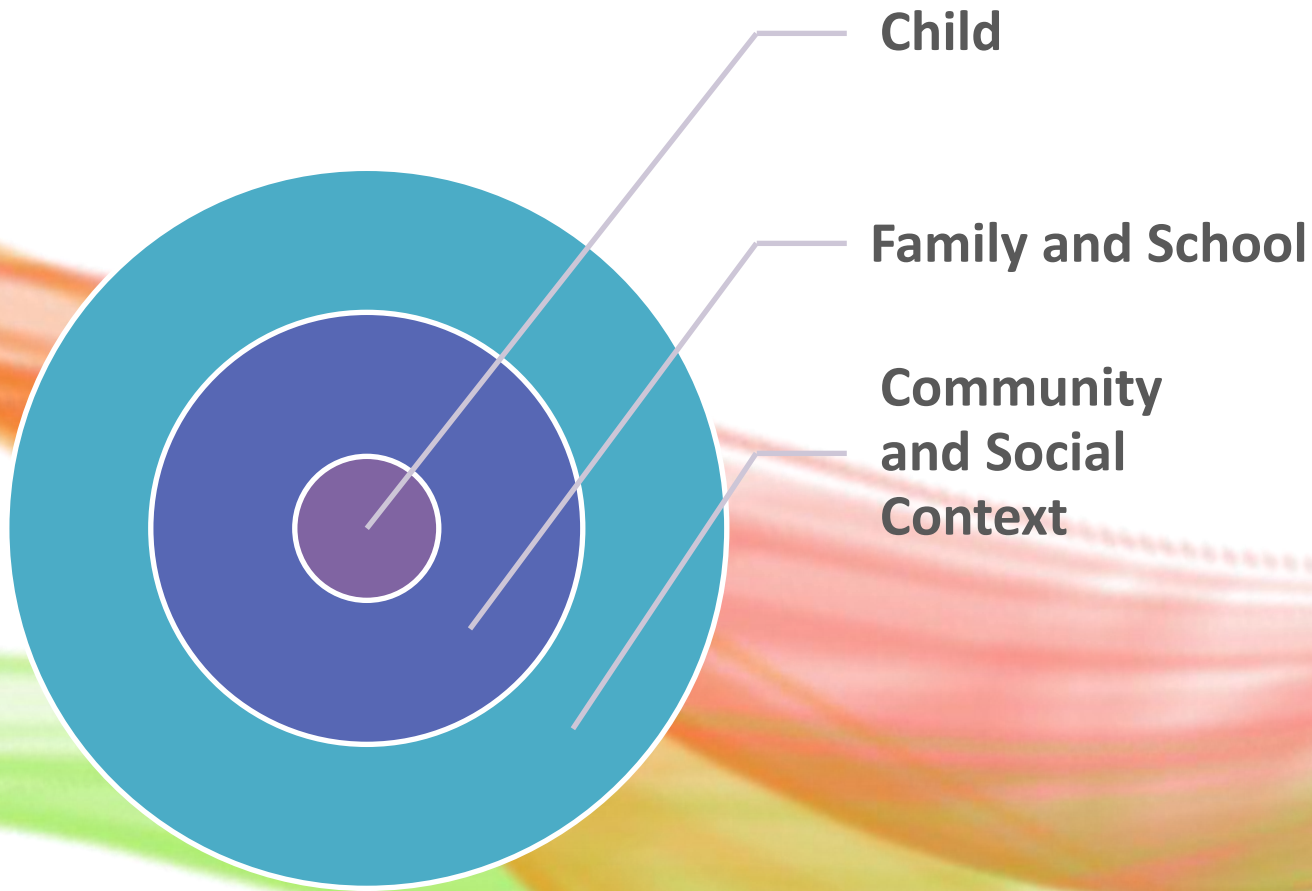 Child
Family and School
Community
and Social
Context